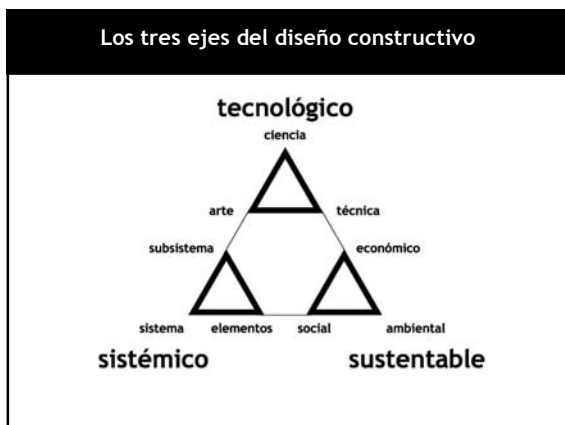 Los tres ejes del diseño constructivo
tecnológico
ciencia
arte técnica
subsistema económico
sistema elementos social ambiental
sistémico sustentable